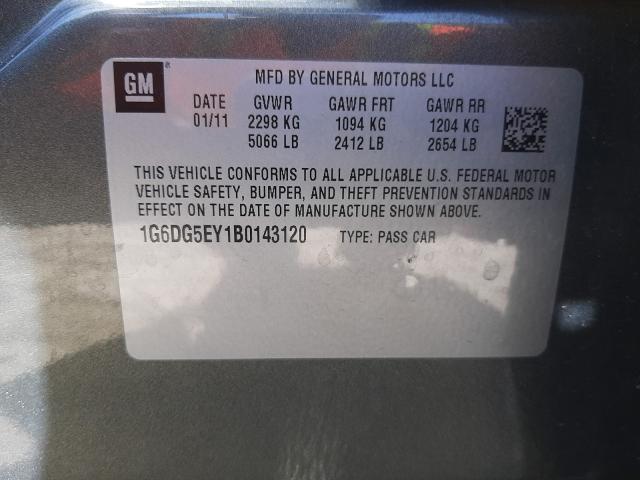 GM®
MFD BY GENERAL MOTORS LLC
DATE GVWR GAWR FRT GAWR RR
01/11 2298 KG 1094 KG 1204 KG
5066 LB 2412 LB 2654 LB
THIS VEHICLE CONFORMS TO ALL APPLICABLE U.S. FEDERAL MOTOR
VEHICLE SAFETY, BUMPER, AND THEFT PREVENTION STANDARDS IN
EFFECT ON THE DATE OF MANUFACTURE SHOWN ABOVE.
1G6DG5EY1B0143120 TYPE: PASS CAR